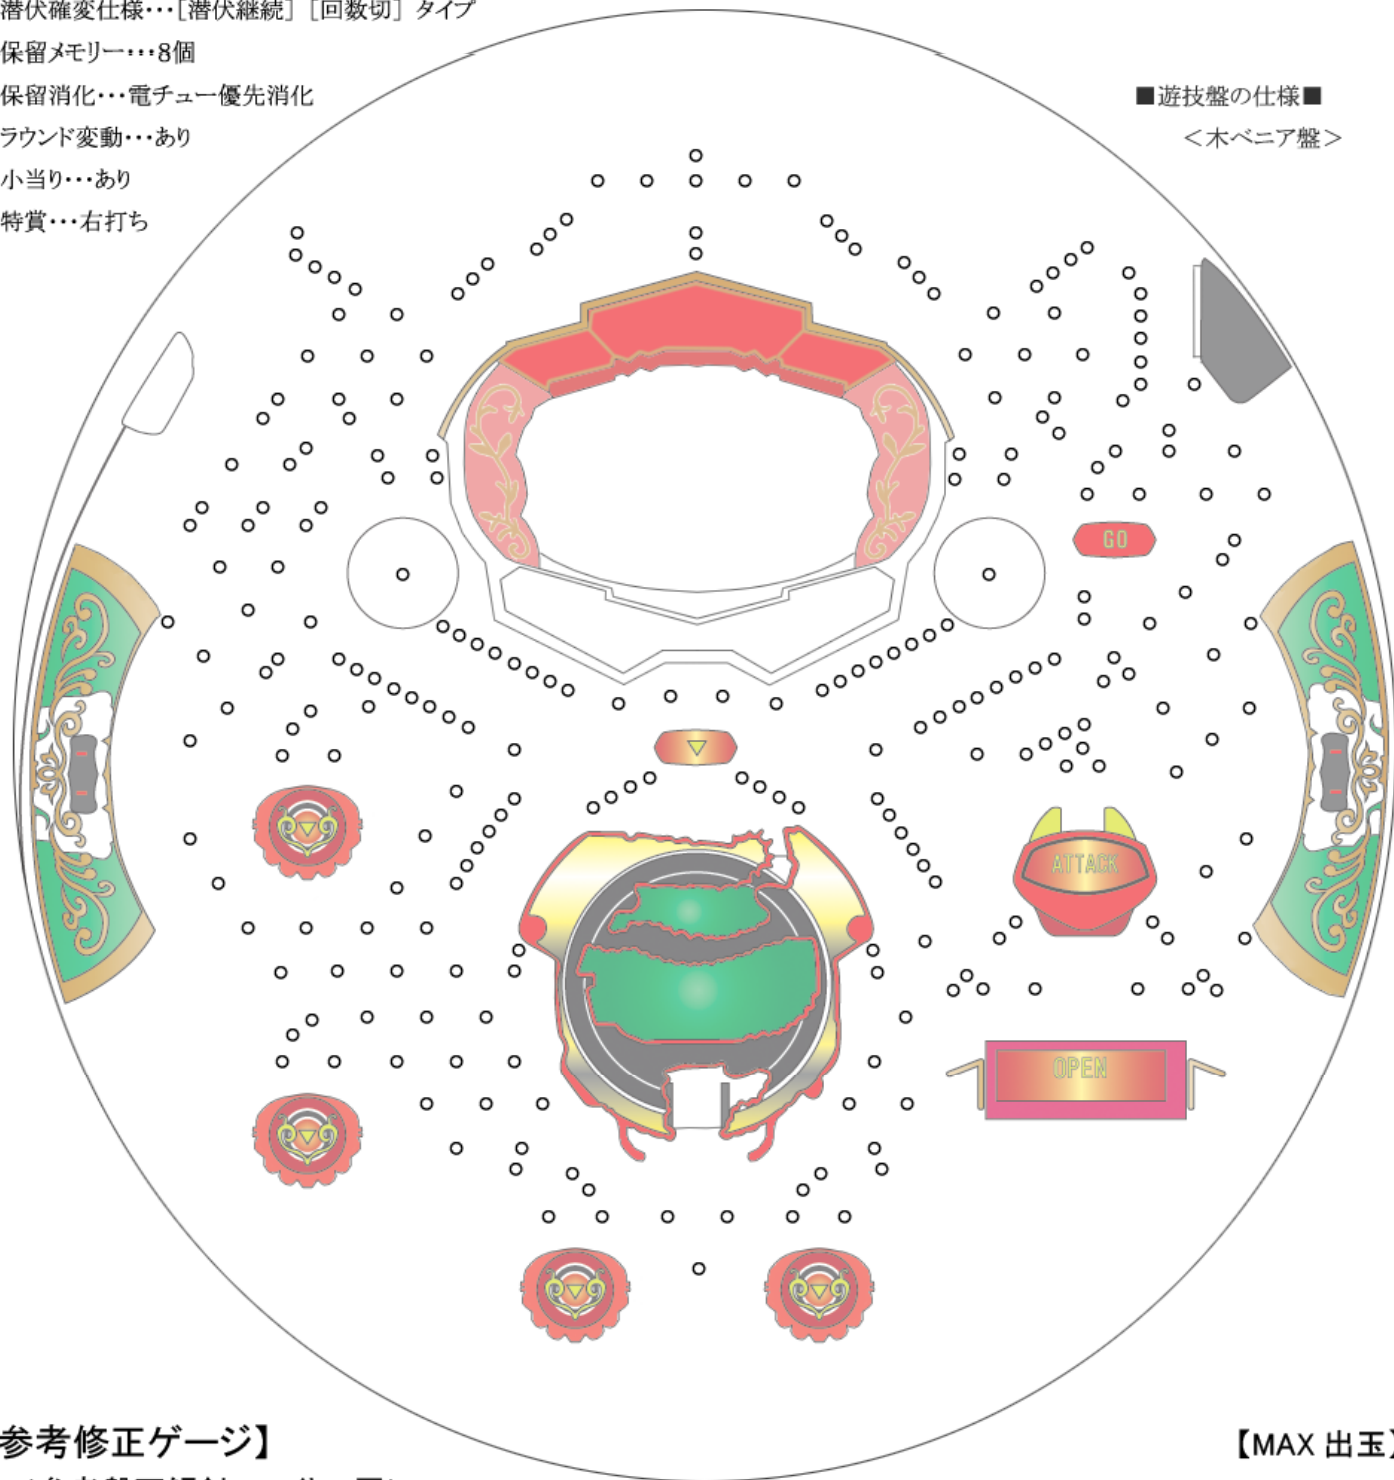 潜伏確変仕様･･･［潜伏継続］［回数切］タイプ
保留メモリー･･･8個
保留消化･･･電チュー優先消化
ラウンド変動･･･あり
小当り･･･あり
特賞･･･右打ち
■遊技盤の仕様■
＜木ベニア盤＞
GO
ATTACK
OPEN
参考修正ゲージ】
【MAX 出玉】